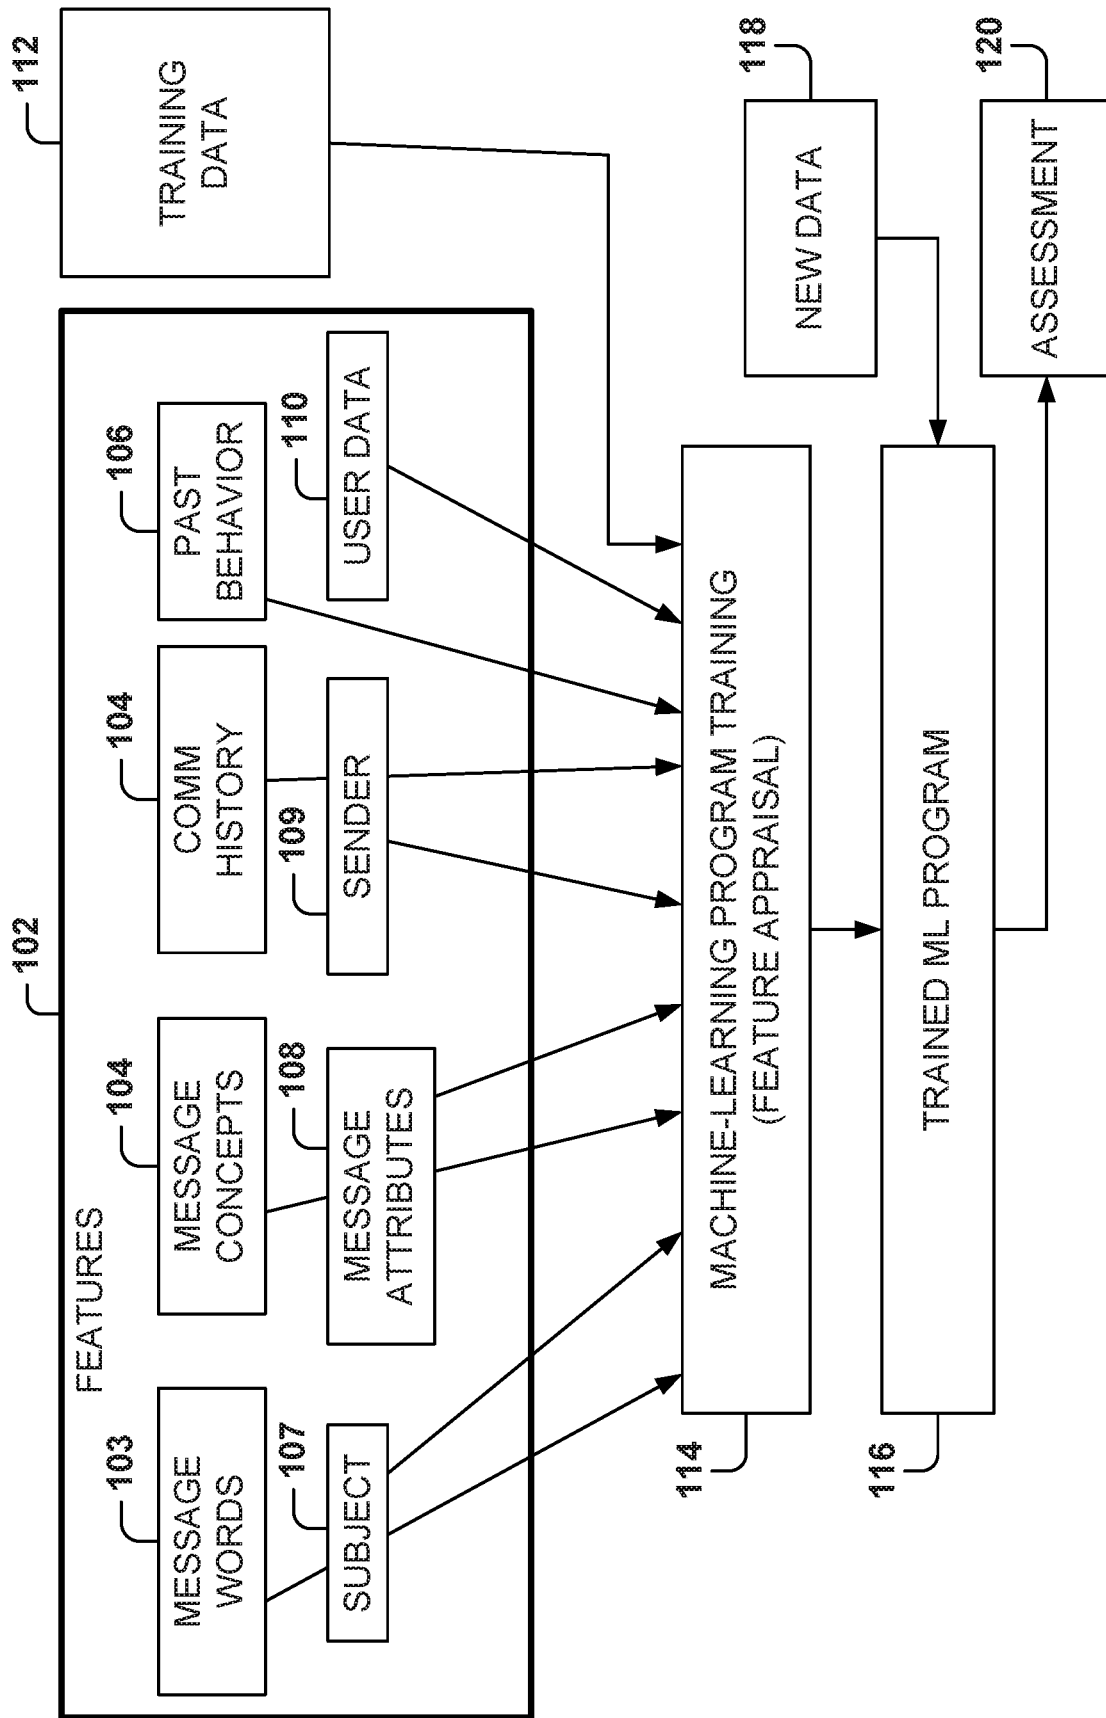 102
112
FEATURES
103
MESSAGE
WORDS
104
MESSAGE
CONCEPTS
104
COMM
HISTORY
106
PAST
BEHAVIOR
TRAINING
DATA
107
SUBJECT
108
MESSAGE
ATTRIBUTES
109
SENDER
110
USER DATA
114
MACHINE-LEARNING PROGRAM TRAINING
(FEATURE APPRAISAL)
118
NEW DATA
116
TRAINED ML PROGRAM
120
ASSESSMENT